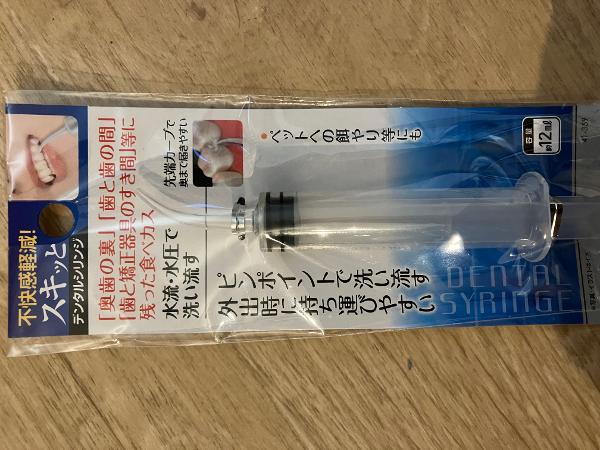 不快感軽減!
スキッと
デンタルシリンジ
「奥歯の裏」「歯と歯の間」
「歯と矯正器具のすき間」等に
残った食ベカス
水流・水圧で
洗い流す
先端カーブで
奥まで届きやすい
•ペットへの餌やり等にも
容量
約12mℓ
ピンポイントで洗い流す
外出時に持ち運びやすい
DENTAL
SYRINGE